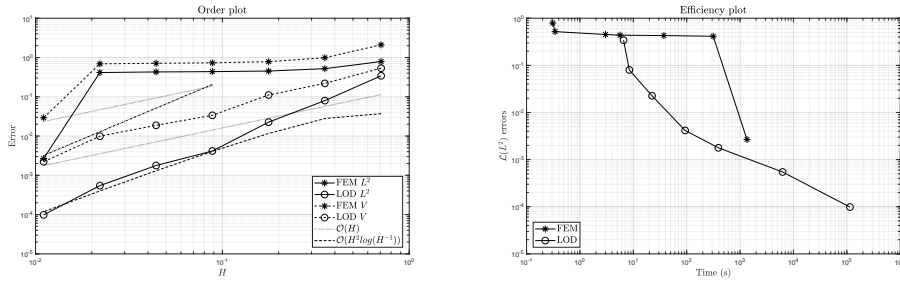 Order plot
10^1
10^0
10^-1
10^-2
10^-3
10^-4
10^-5
Error
10^-2
10^-1
10^0
H
FEM L^2
LOD L^2
FEM V
LOD V
O(H)
O(H^2log(H^-1))
Efficiency plot
10^0
10^-1
10^-2
10^-3
10^-4
10^-5
L(L^2) errors
10^-1
10^0
10^1
10^2
10^3
10^4
10^5
10^6
Time (s)
FEM
LOD